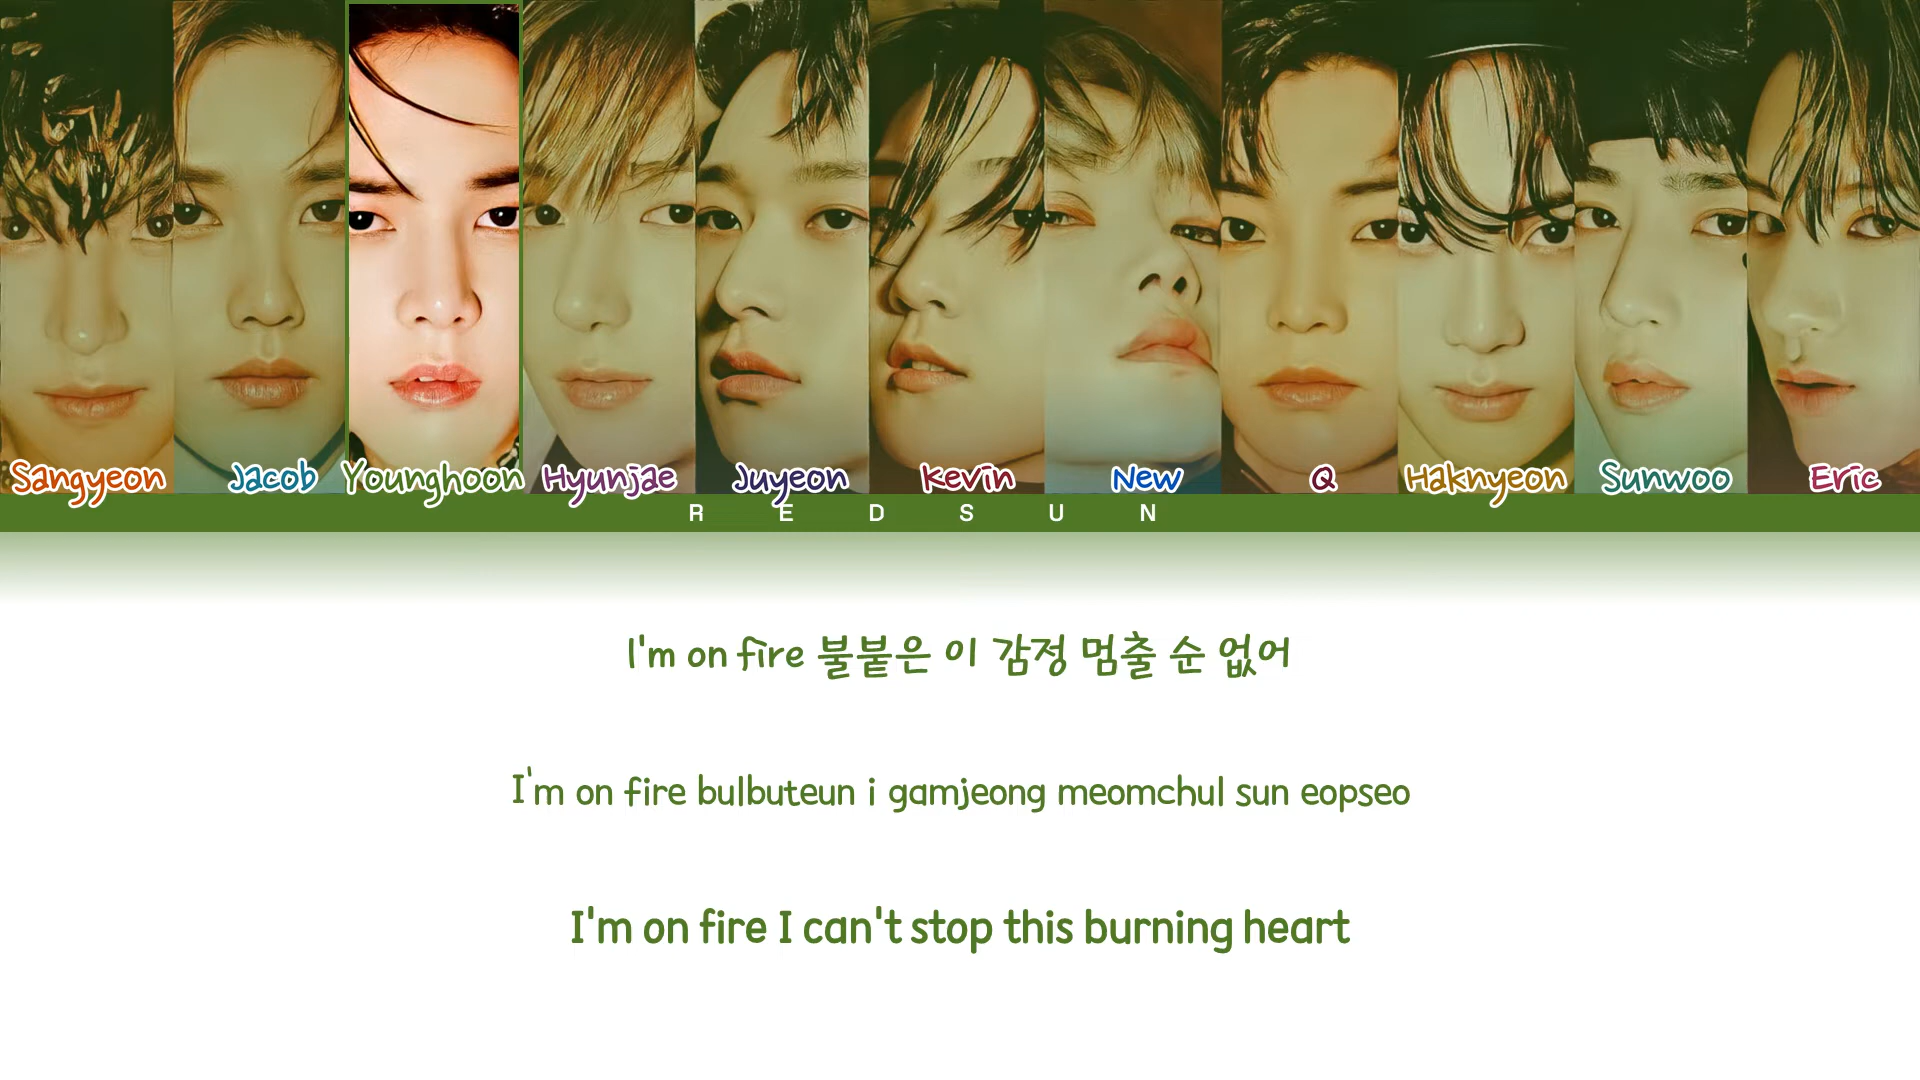 Sangyeon Jacob Younghoon Hyunjae Juyeon Kevin New Q Haknyeon Sunwoo Eric
REDSUN
I'm on fire 불붙은 이 감정 멈출 순 없어
I'm on fire bulbuteun i gamjeong meomchul sun eopseo
I'm on fire I can't stop this burning heart